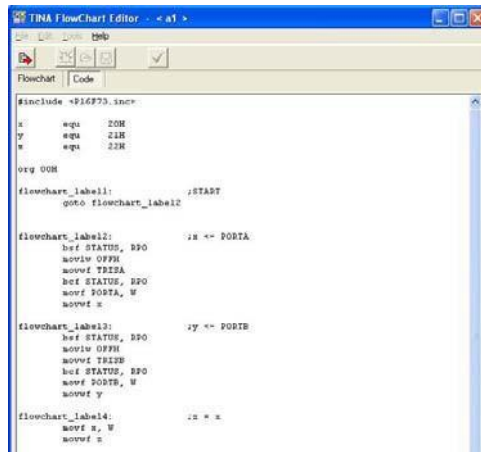 TINA FlowChart Editor - < a1 >
File Edit Tools Help
Flowchart Code
#include <P16F73.inc>
x equ 20H
y equ 21H
z equ 22H
org 00H
flowchart_label1: ;START
goto flowchart_label2
flowchart_label2: ;x <- PORTA
bsf STATUS, RP0
movlw 0FFH
movwf TRISA
bcf STATUS, RP0
movf PORTA, W
movwf x
flowchart_label3: ;y <- PORTB
bsf STATUS, RP0
movlw 0FFH
movwf TRISB
bcf STATUS, RP0
movf PORTB, W
movwf y
flowchart_label4: ;z = x
movf x, W
movwf z